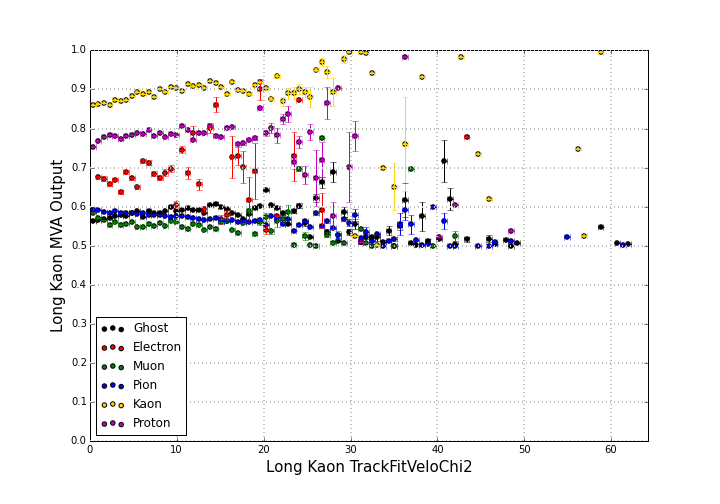 1.0
0.9
0.8
0.7
0.6
0.5
0.4
0.3
0.2
0.1
0.0
Long Kaon MVA Output
Ghost
Electron
Muon
Pion
Kaon
Proton
0 10 20 30 40 50 60
Long Kaon TrackFitVeloChi2